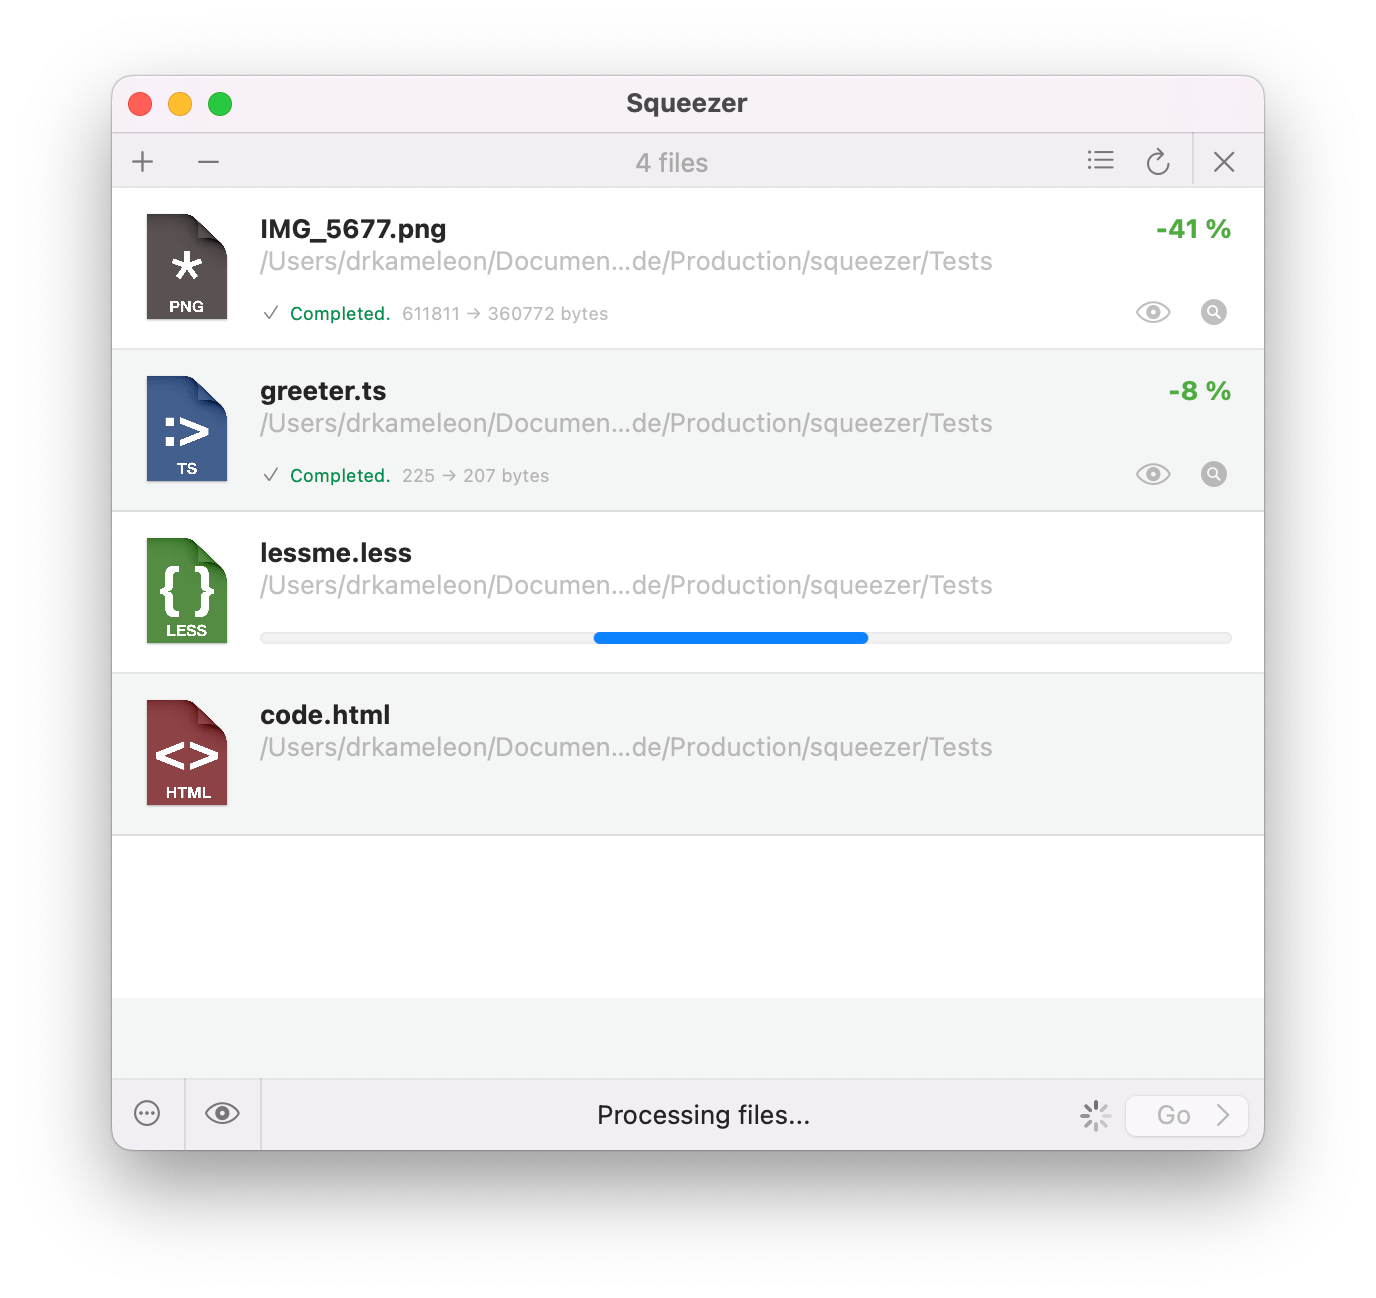 Squeezer
4 files
IMG_5677.png
-41 %
/Users/drkameleon/Documen...de/Production/squeezer/Tests
PNG
✓ Completed. 611811 → 360772 bytes
greeter.ts
-8 %
/Users/drkameleon/Documen...de/Production/squeezer/Tests
:>
TS
✓ Completed. 225 → 207 bytes
lessme.less
/Users/drkameleon/Documen...de/Production/squeezer/Tests
{ }
LESS
code.html
/Users/drkameleon/Documen...de/Production/squeezer/Tests
<>
HTML
Processing files...
Go